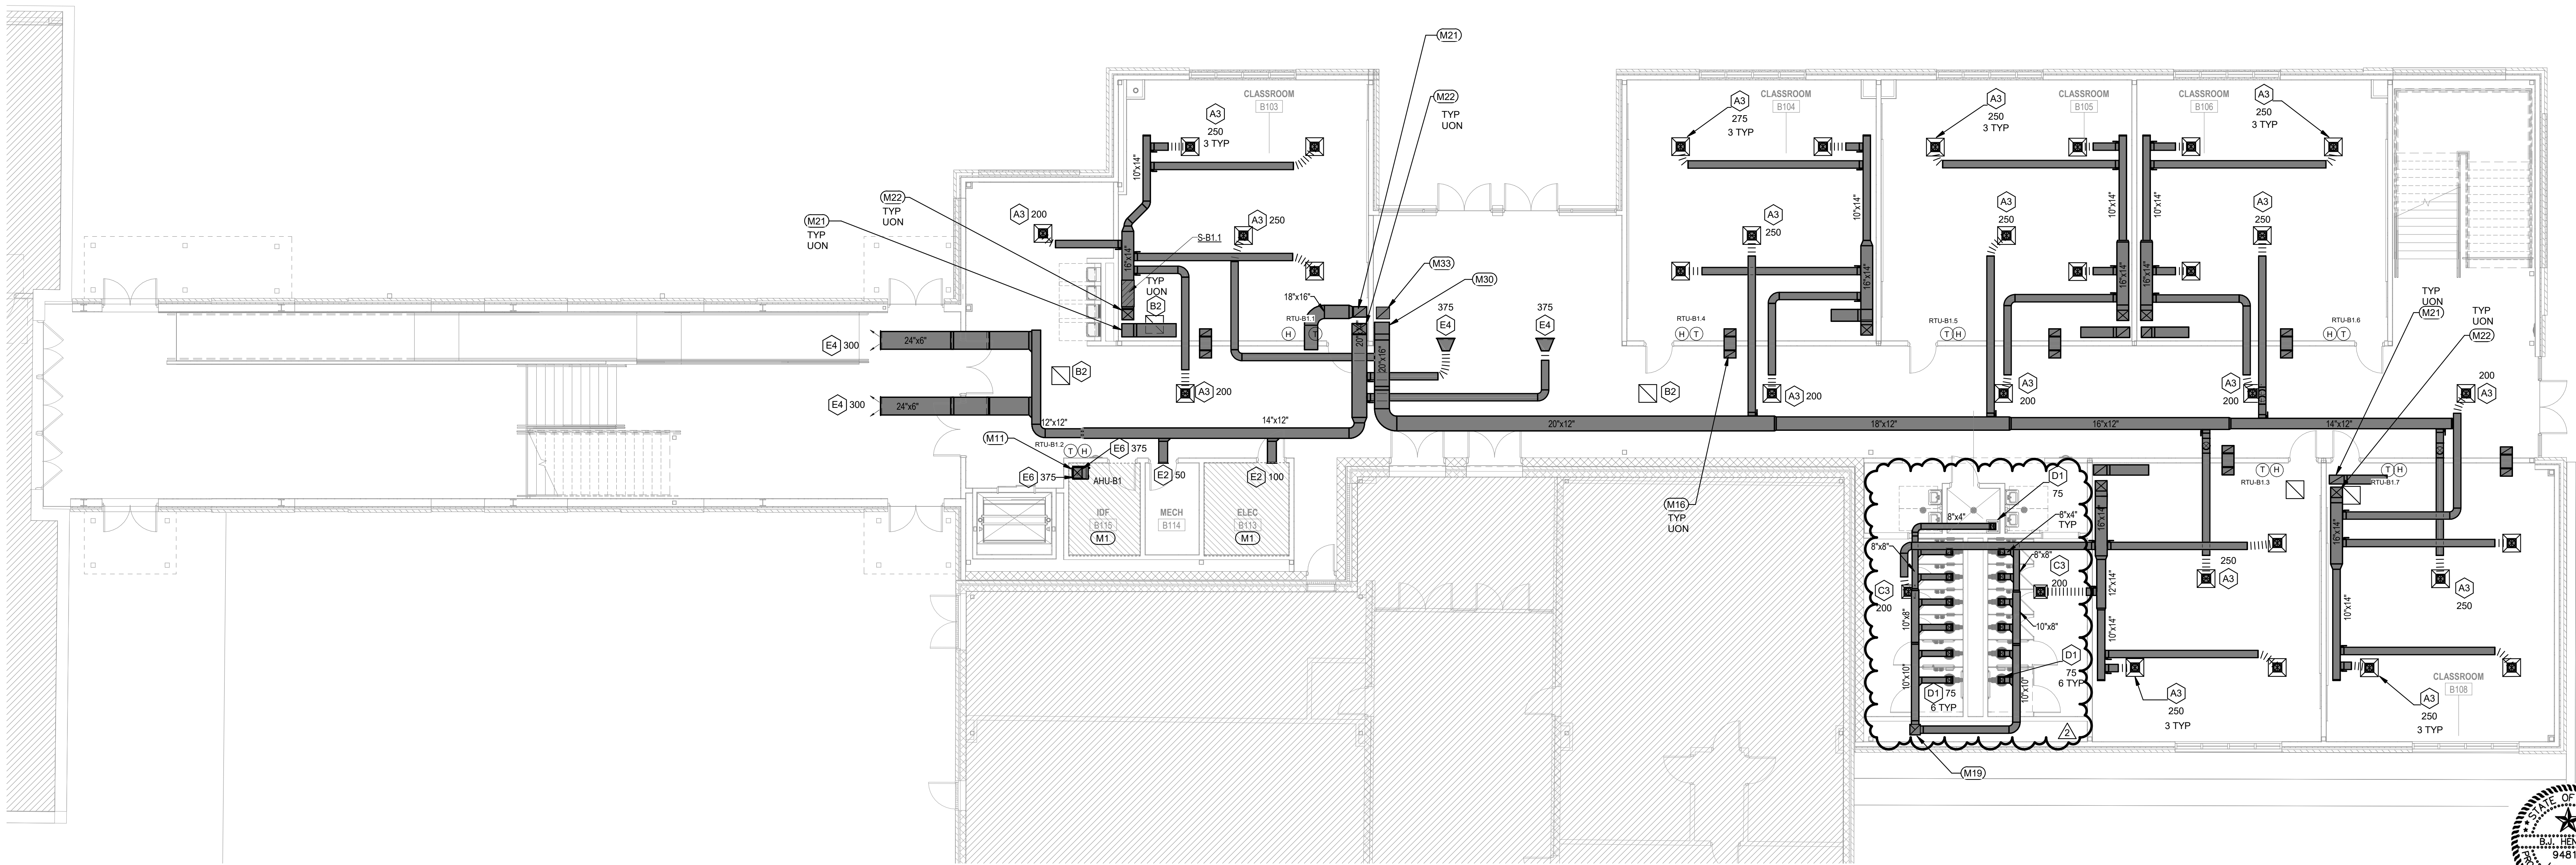 M21
M22
TYP
UON
CLASSROOM
B103
A3
250
3 TYP
CLASSROOM
B104
A3
275
3 TYP
CLASSROOM
B105
A3
250
3 TYP
CLASSROOM
B106
A3
250
3 TYP
10"x14"
10"x14"
10"x14"
10"x14"
M22
TYP
UON
M21
TYP
UON
A3 200
A3 250
S-B1.1
16"x14"
TYP
UON
B2
A3
250
A3
250
A3
250
16"x14"
16"x14"
16"x14"
M33
M30
18"x16"
RTU-B1.1
H
T
20"
20"x16"
375
E4
375
E4
RTU-B1.4
H T
RTU-B1.5
T H
RTU-B1.6
H T
TYP
UON
M21
TYP
UON
M22
E4 300
24"x6"
B2
E4 300
24"x6"
A3 200
B2
A3 200
A3
200
A3
200
200
A3
12"x12"
14"x12"
20"x12"
18"x12"
16"x12"
14"x12"
M11
RTU-B1.2
T H
E6 375
E6 375
AHU-B1
E2 50
E2 100
IDF
B115
M1
MECH
B114
ELEC
B113
M1
M16
TYP
UON
T H
RTU-B1.3
T H
RTU-B1.7
D1
75
8"x4"
8"x4"
TYP
8"x8"
8"x8"
C3
200
C3
200
10"x8"
10"x8"
10"x10"
10"x10"
D1 75
6 TYP
D1
75
6 TYP
2
M19
16"x14"
12"x14"
10"x14"
250
A3
A3
250
3 TYP
16"x14"
10"x14"
A3
250
A3
250
3 TYP
CLASSROOM
B108
STATE OF
B.J. HEN
9481